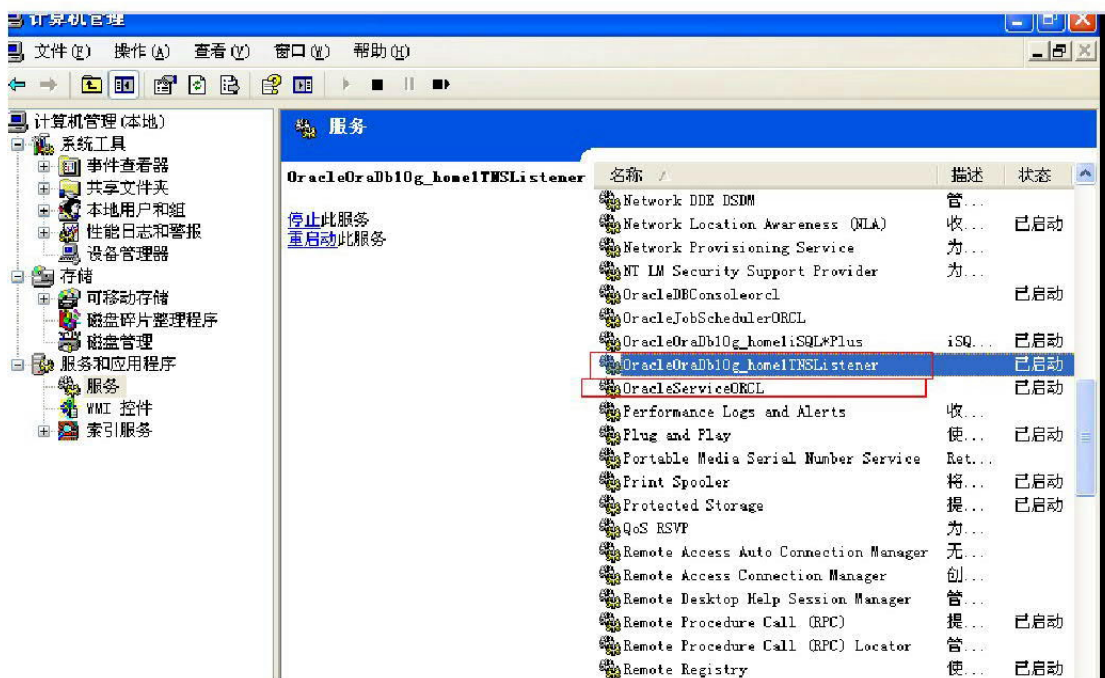 计算机管理
文件(F) 操作(A) 查看(V) 窗口(W) 帮助(H)
计算机管理(本地)
系统工具
事件查看器
共享文件夹
本地用户和组
性能日志和警报
设备管理器
存储
可移动存储
磁盘碎片整理程序
磁盘管理
服务和应用程序
服务
WMI 控件
索引服务
服务
OracleOraDb10g_home1TNSListener
停止此服务
重启动此服务
名称 描述 状态
Network DDE DSDM 管...
Network Location Awareness (NLA) 收... 已启动
Network Provisioning Service 为...
NT LM Security Support Provider 为...
OracleDBConsoleorcl 已启动
OracleJobSchedulerORCL
OracleOraDb10g_home1iSQL*Plus iSQ... 已启动
OracleOraDb10g_home1TNSListener 已启动
OracleServiceORCL 已启动
Performance Logs and Alerts 收...
Plug and Play 使... 已启动
Portable Media Serial Number Service Ret...
Print Spooler 将... 已启动
Protected Storage 提... 已启动
QoS RSVP 为...
Remote Access Auto Connection Manager 无...
Remote Access Connection Manager 创...
Remote Desktop Help Session Manager 管...
Remote Procedure Call (RPC) 提... 已启动
Remote Procedure Call (RPC) Locator 管...
Remote Registry 使... 已启动